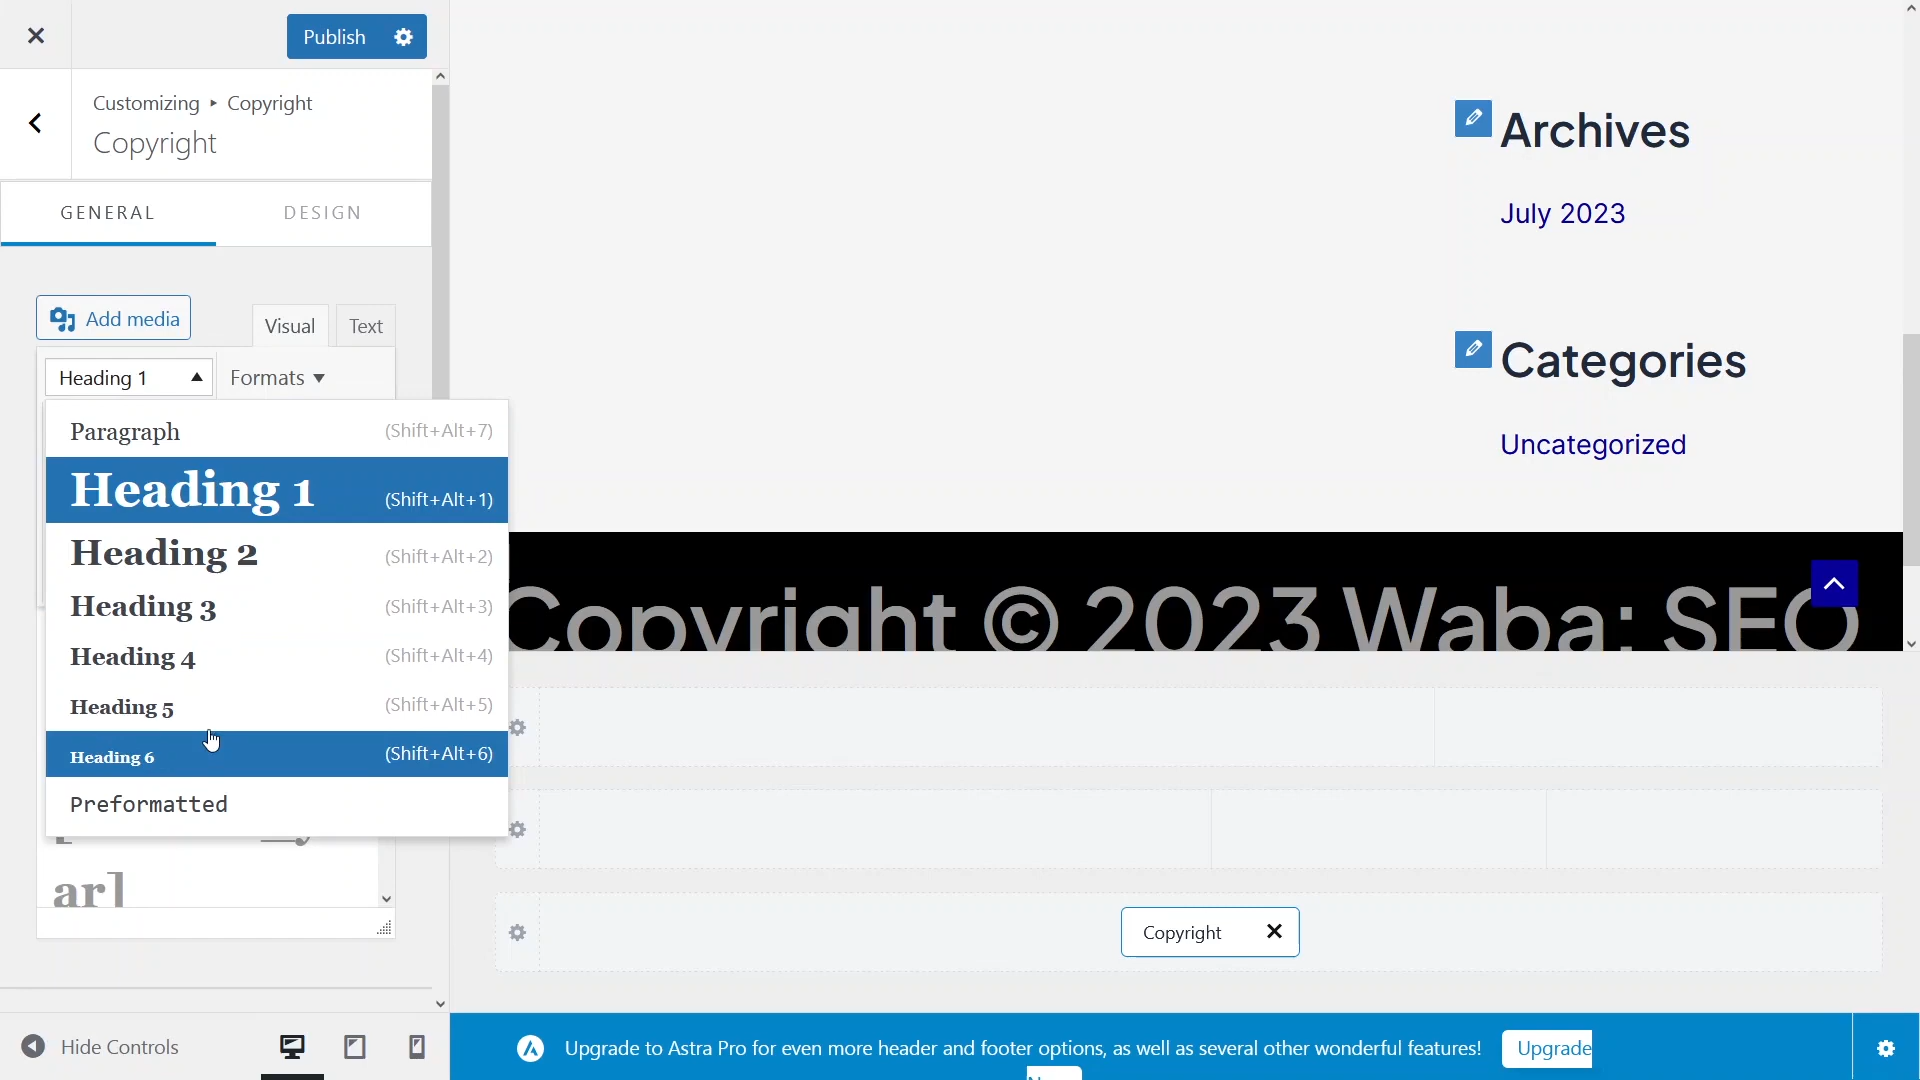 Publish
Customizing ▸ Copyright
Copyright
GENERAL
DESIGN
Add media
Visual
Text
Heading 1
Formats
Paragraph (Shift+Alt+7)
Heading 1 (Shift+Alt+1)
Heading 2 (Shift+Alt+2)
Heading 3 (Shift+Alt+3)
Heading 4 (Shift+Alt+4)
Heading 5 (Shift+Alt+5)
Heading 6 (Shift+Alt+6)
Preformatted
ar]
Hide Controls
Archives
July 2023
Categories
Uncategorized
Copyright © 2023 Waba: SEO
Copyright
Upgrade to Astra Pro for even more header and footer options, as well as several other wonderful features!
Upgrade